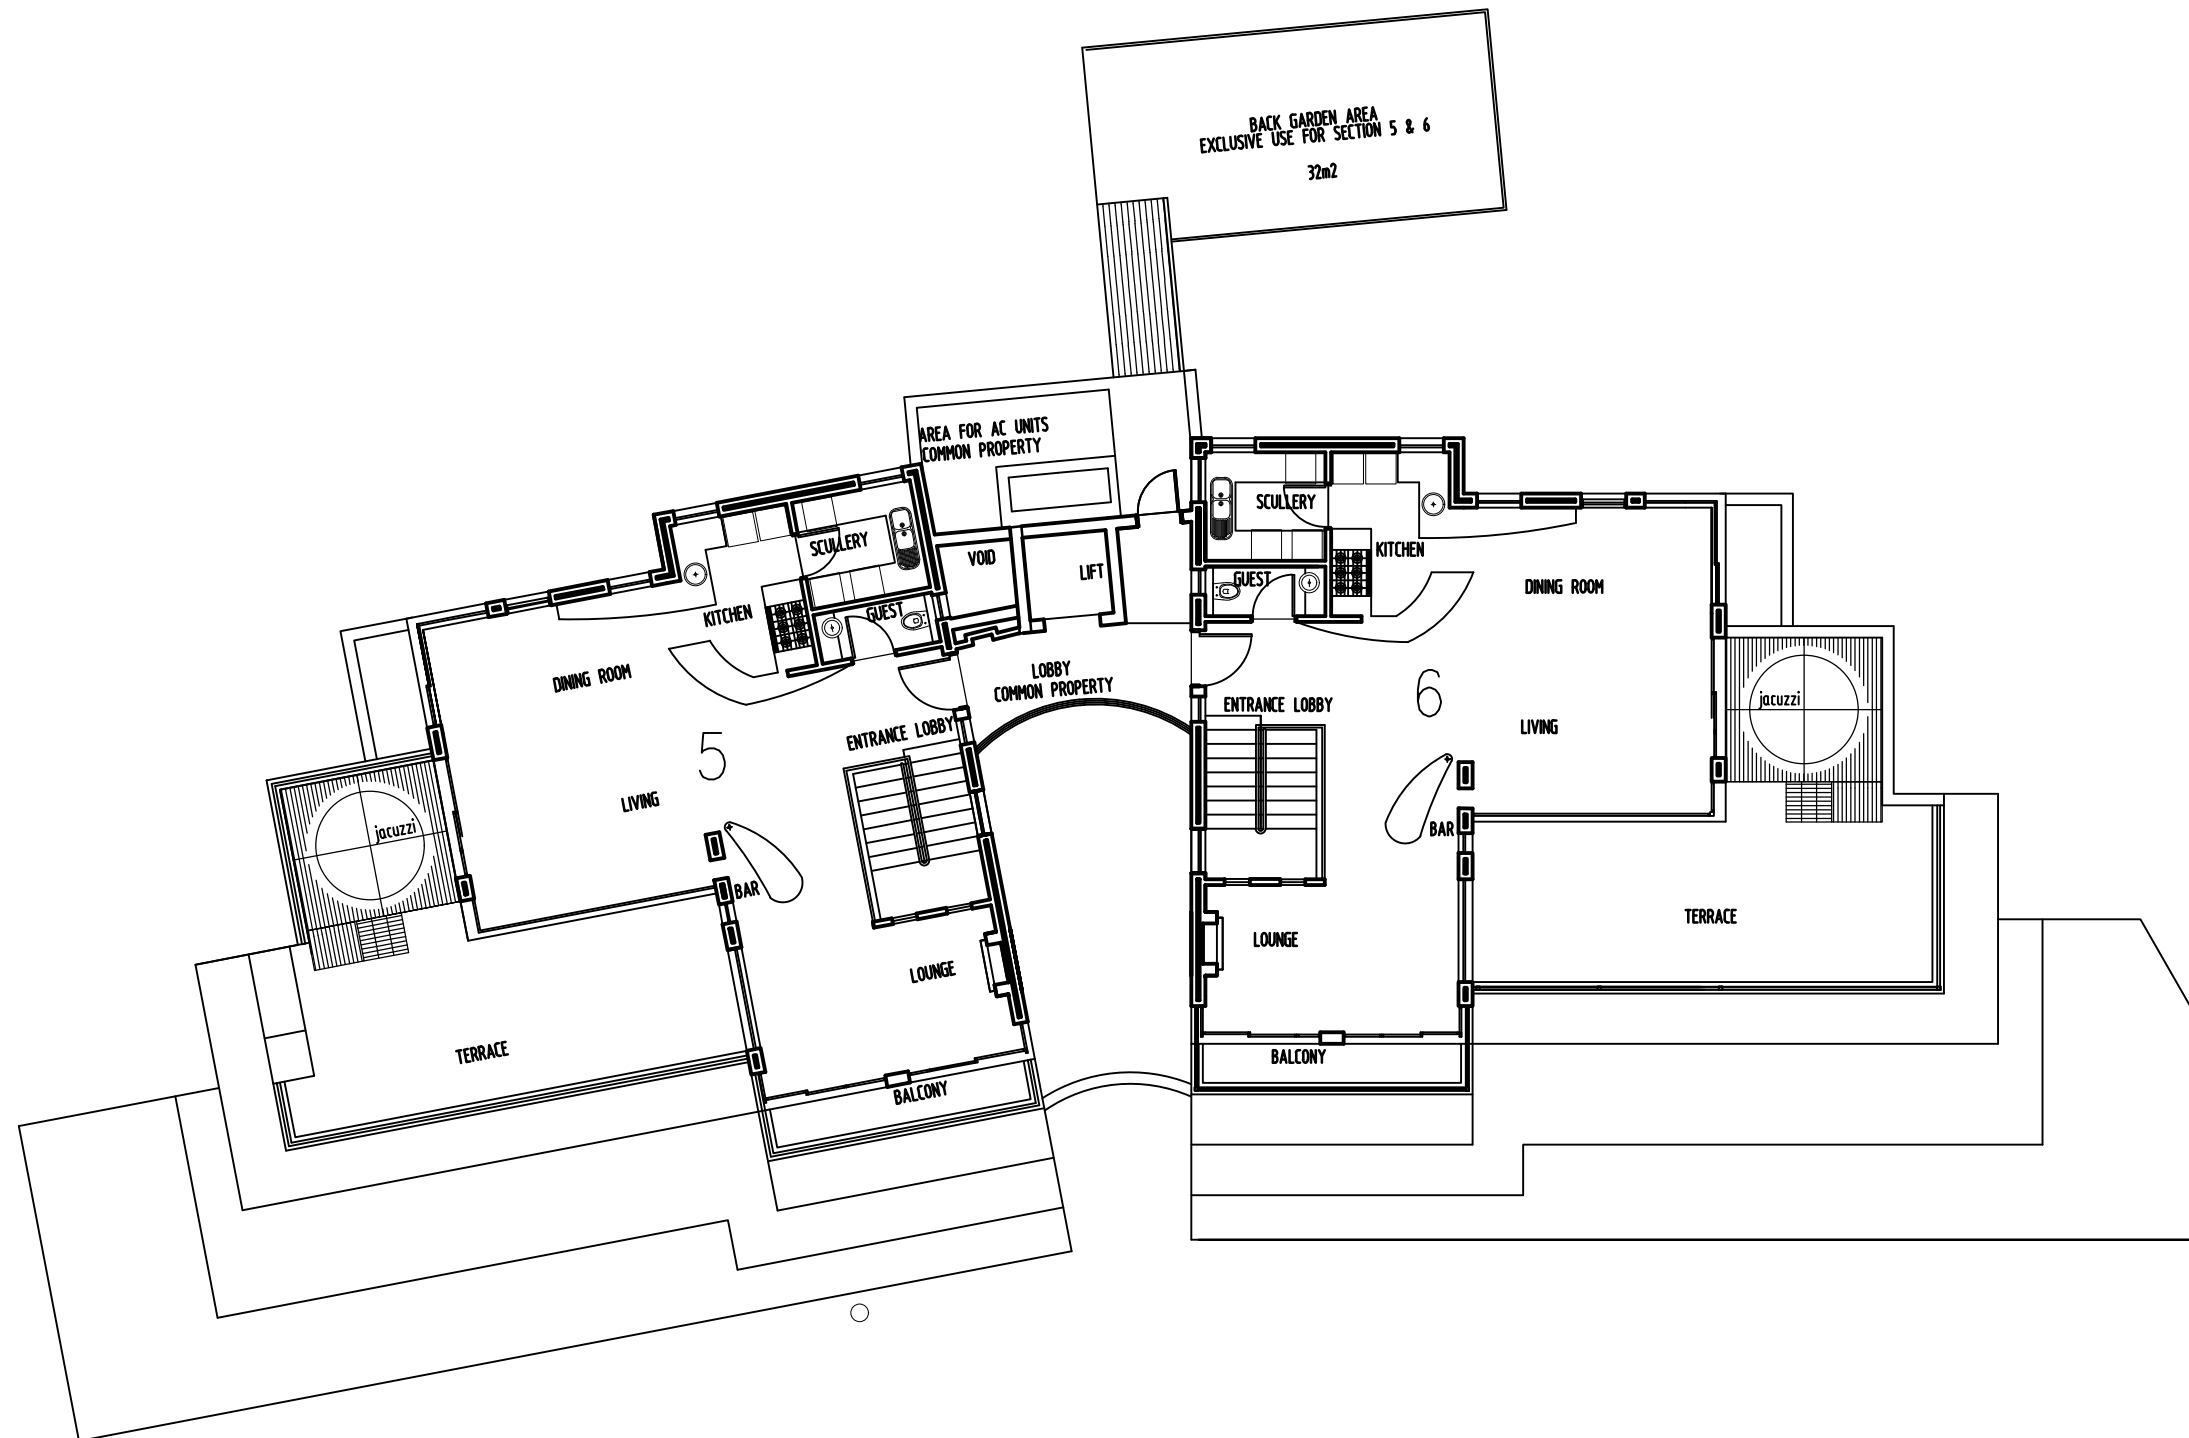 BACK GARDEN AREA
EXCLUSIVE USE FOR SECTION 5 & 6
32m2
AREA FOR AC UNITS
COMMON PROPERTY
SCULLERY
VOID
LIFT
KITCHEN
GUEST
DINING ROOM
LOBBY
COMMON PROPERTY
ENTRANCE LOBBY
5
LIVING
jacuzzi
BAR
LOUNGE
TERRACE
BALCONY
SCULLERY
KITCHEN
GUEST
DINING ROOM
6
ENTRANCE LOBBY
LIVING
jacuzzi
BAR
TERRACE
LOUNGE
BALCONY